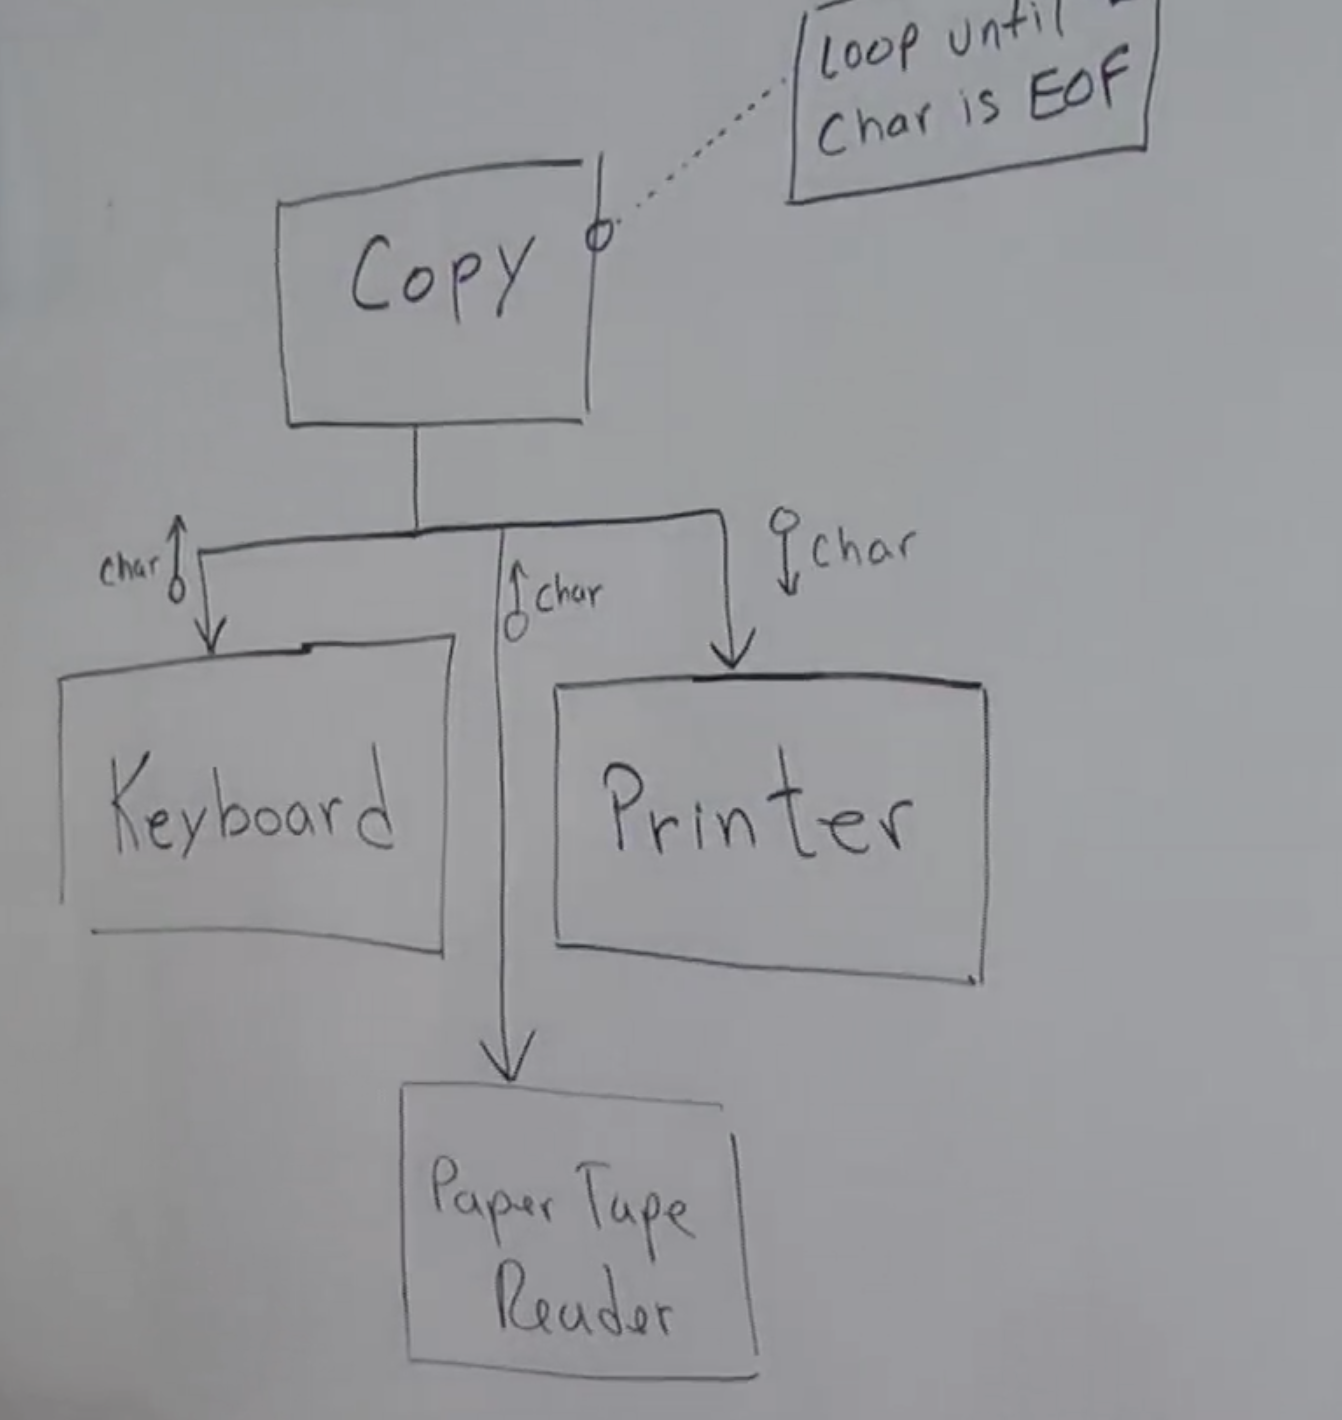 Loop until
Char is EOF
Copy
char
char
char
Keyboard
Printer
Paper Tape
Reader